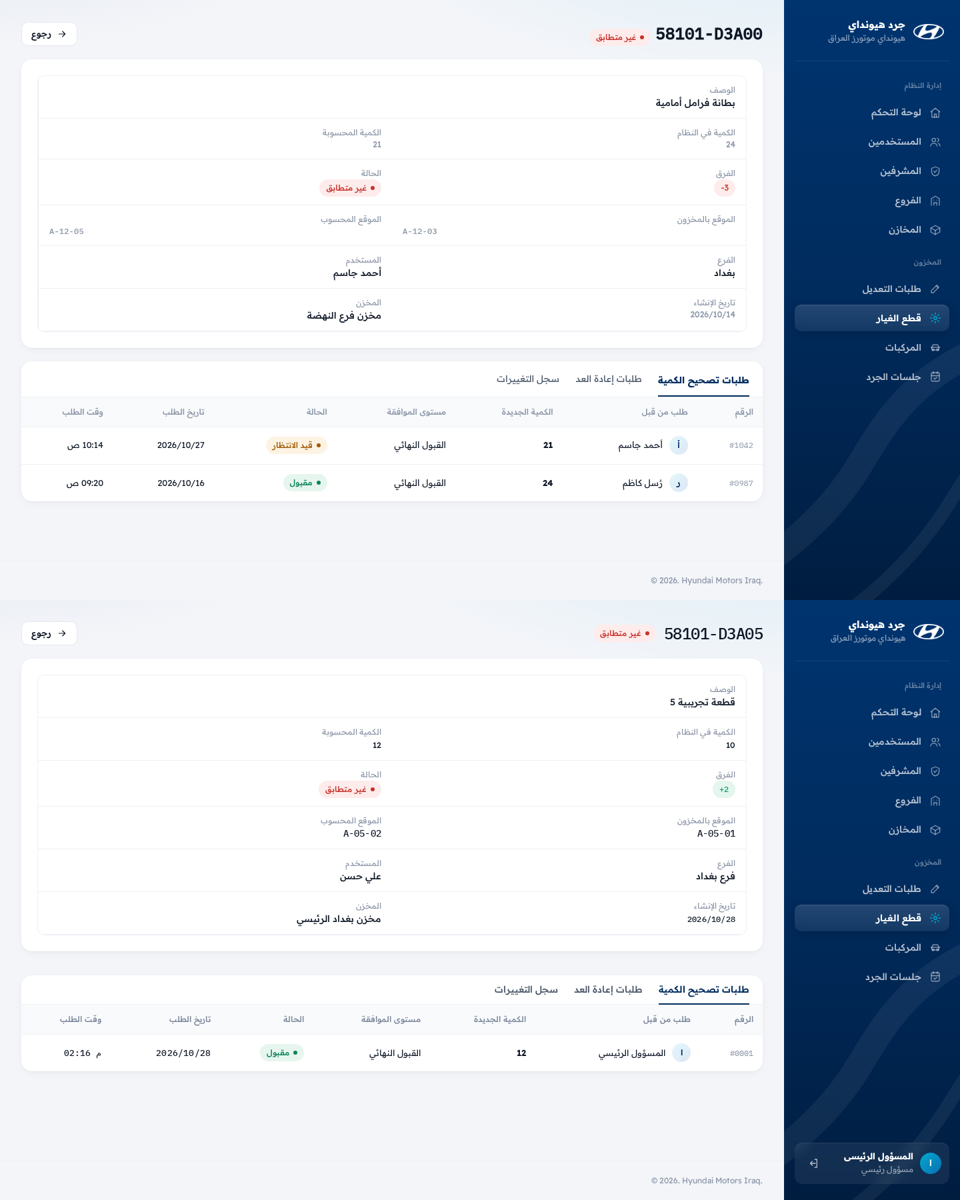 جرد هيونداي
هيونداي موتورز العراق
إدارة النظام
لوحة التحكم
المستخدمين
المشرفين
الفروع
المخازن
المخزون
طلبات التعديل
قطع الغيار
المركبات
جلسات الجرد
58101-D3A00 غير متطابق
رجوع
الوصف
بطانة فرامل أمامية
الكمية في النظام الكمية المحسوبة
24 21
الفرق الحالة
-3 غير متطابق
الموقع بالمخزون الموقع المحسوب
A-12-03 A-12-05
الفرع المستخدم
بغداد أحمد جاسم
تاريخ الإنشاء المخزن
2026/10/14 مخزن فرع النهضة
طلبات تصحيح الكمية طلبات إعادة العد سجل التغييرات
الرقم طلب من قبل الكمية الجديدة مستوى الموافقة الحالة تاريخ الطلب وقت الطلب
#1042 أ أحمد جاسم 21 القبول النهائي قيد الانتظار 2026/10/27 10:14 ص
#0987 ر رُسل كاظم 24 القبول النهائي مقبول 2026/10/16 09:20 ص
© 2026. Hyundai Motors Iraq.
جرد هيونداي
هيونداي موتورز العراق
إدارة النظام
لوحة التحكم
المستخدمين
المشرفين
الفروع
المخازن
المخزون
طلبات التعديل
قطع الغيار
المركبات
جلسات الجرد
ا المسؤول الرئيسي
مسؤول رئيسي
58101-D3A05 غير متطابق
رجوع
الوصف
قطعة تجريبية 5
الكمية في النظام الكمية المحسوبة
10 12
الفرق الحالة
+2 غير متطابق
الموقع بالمخزون الموقع المحسوب
A-05-01 A-05-02
الفرع المستخدم
فرع بغداد علي حسن
تاريخ الإنشاء المخزن
2026/10/28 مخزن بغداد الرئيسي
طلبات تصحيح الكمية طلبات إعادة العد سجل التغييرات
الرقم طلب من قبل الكمية الجديدة مستوى الموافقة الحالة تاريخ الطلب وقت الطلب
#0001 ا المسؤول الرئيسي 12 القبول النهائي مقبول 2026/10/28 02:16 م
© 2026. Hyundai Motors Iraq.